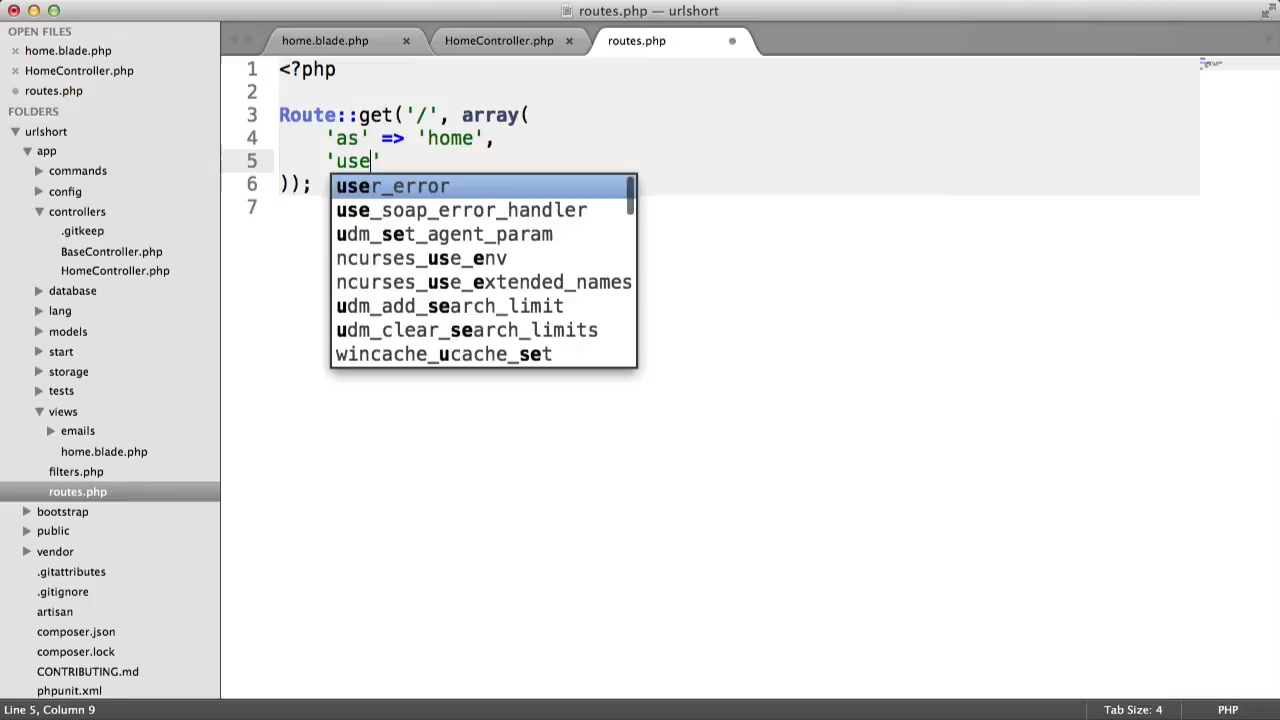 routes.php — urlshort
OPEN FILES
home.blade.php
HomeController.php
routes.php
FOLDERS
urlshort
app
commands
config
controllers
.gitkeep
BaseController.php
HomeController.php
database
lang
models
start
storage
tests
views
emails
home.blade.php
filters.php
routes.php
bootstrap
public
vendor
.gitattributes
.gitignore
artisan
composer.json
composer.lock
CONTRIBUTING.md
phpunit.xml
home.blade.php
HomeController.php
routes.php
1 <?php
2
3 Route::get('/', array(
4 'as' => 'home',
5 'use'
6 ));
7
user_error
use_soap_error_handler
udm_set_agent_param
ncurses_use_env
ncurses_use_extended_names
udm_add_search_limit
udm_clear_search_limits
wincache_ucache_set
Line 5, Column 9
Tab Size: 4
PHP